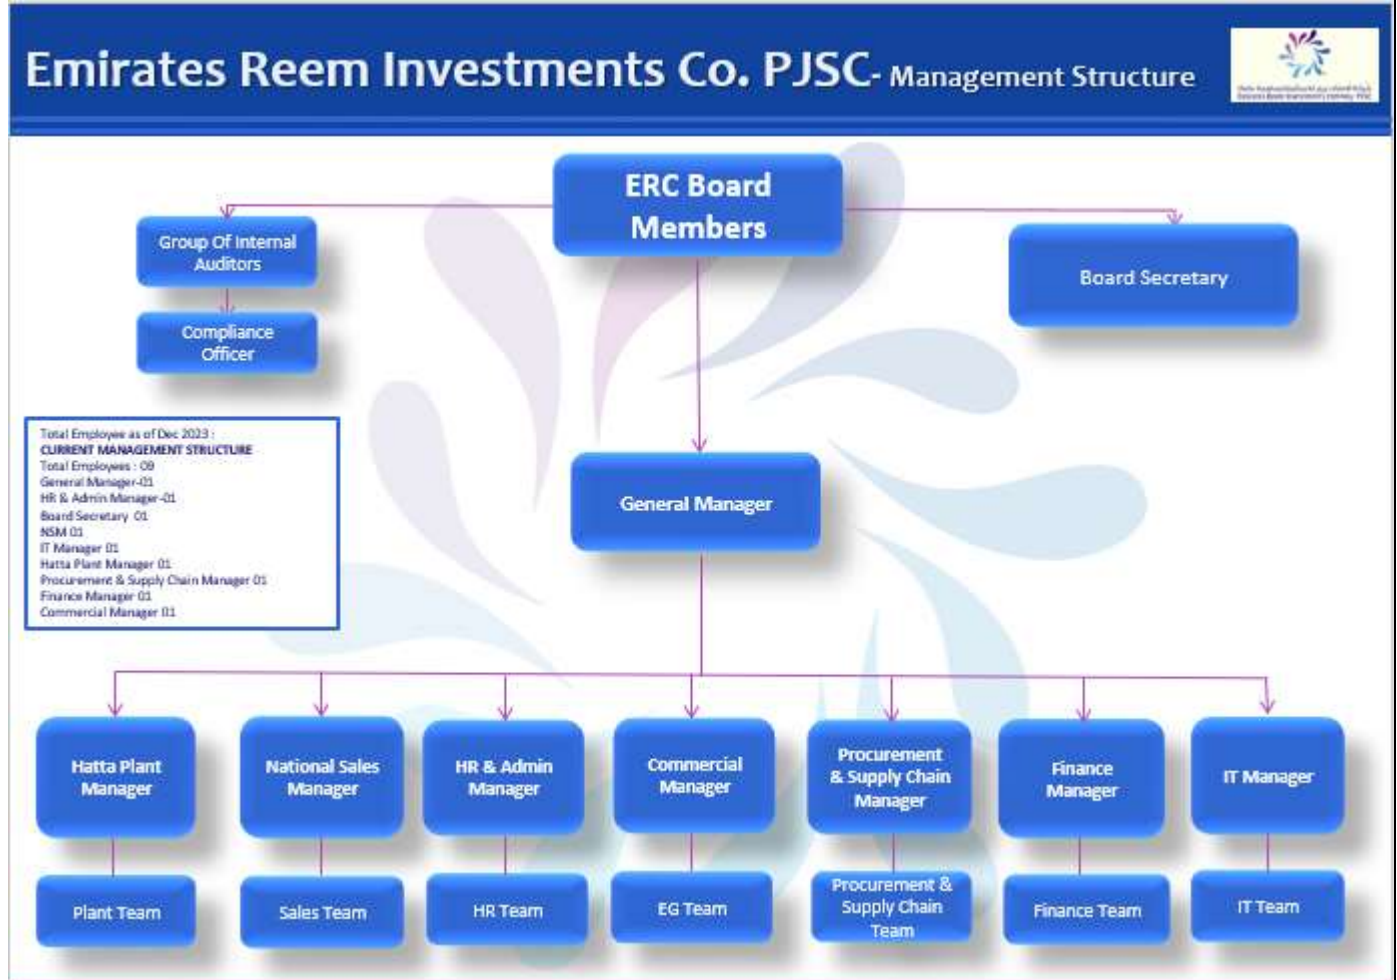 Emirates Reem Investments Co. PJSC- Management Structure
ERC Board
Members
Group Of Internal
Auditors
Board Secretary
Compliance
Officer
Total Employee as of Dec 2023 :
CURRENT MANAGEMENT STRUCTURE
Total Employees : 09
General Manager-01
HR & Admin Manager-01
Board Secretary 01
NSM 01
IT Manager 01
Hatta Plant Manager 01
Procurement & Supply Chain Manager 01
Finance Manager 01
Commercial Manager 01
General Manager
Hatta Plant
Manager
National Sales
Manager
HR & Admin
Manager
Commercial
Manager
Procurement
& Supply Chain
Manager
Finance
Manager
IT Manager
Plant Team
Sales Team
HR Team
EG Team
Procurement &
Supply Chain
Team
Finance Team
IT Team